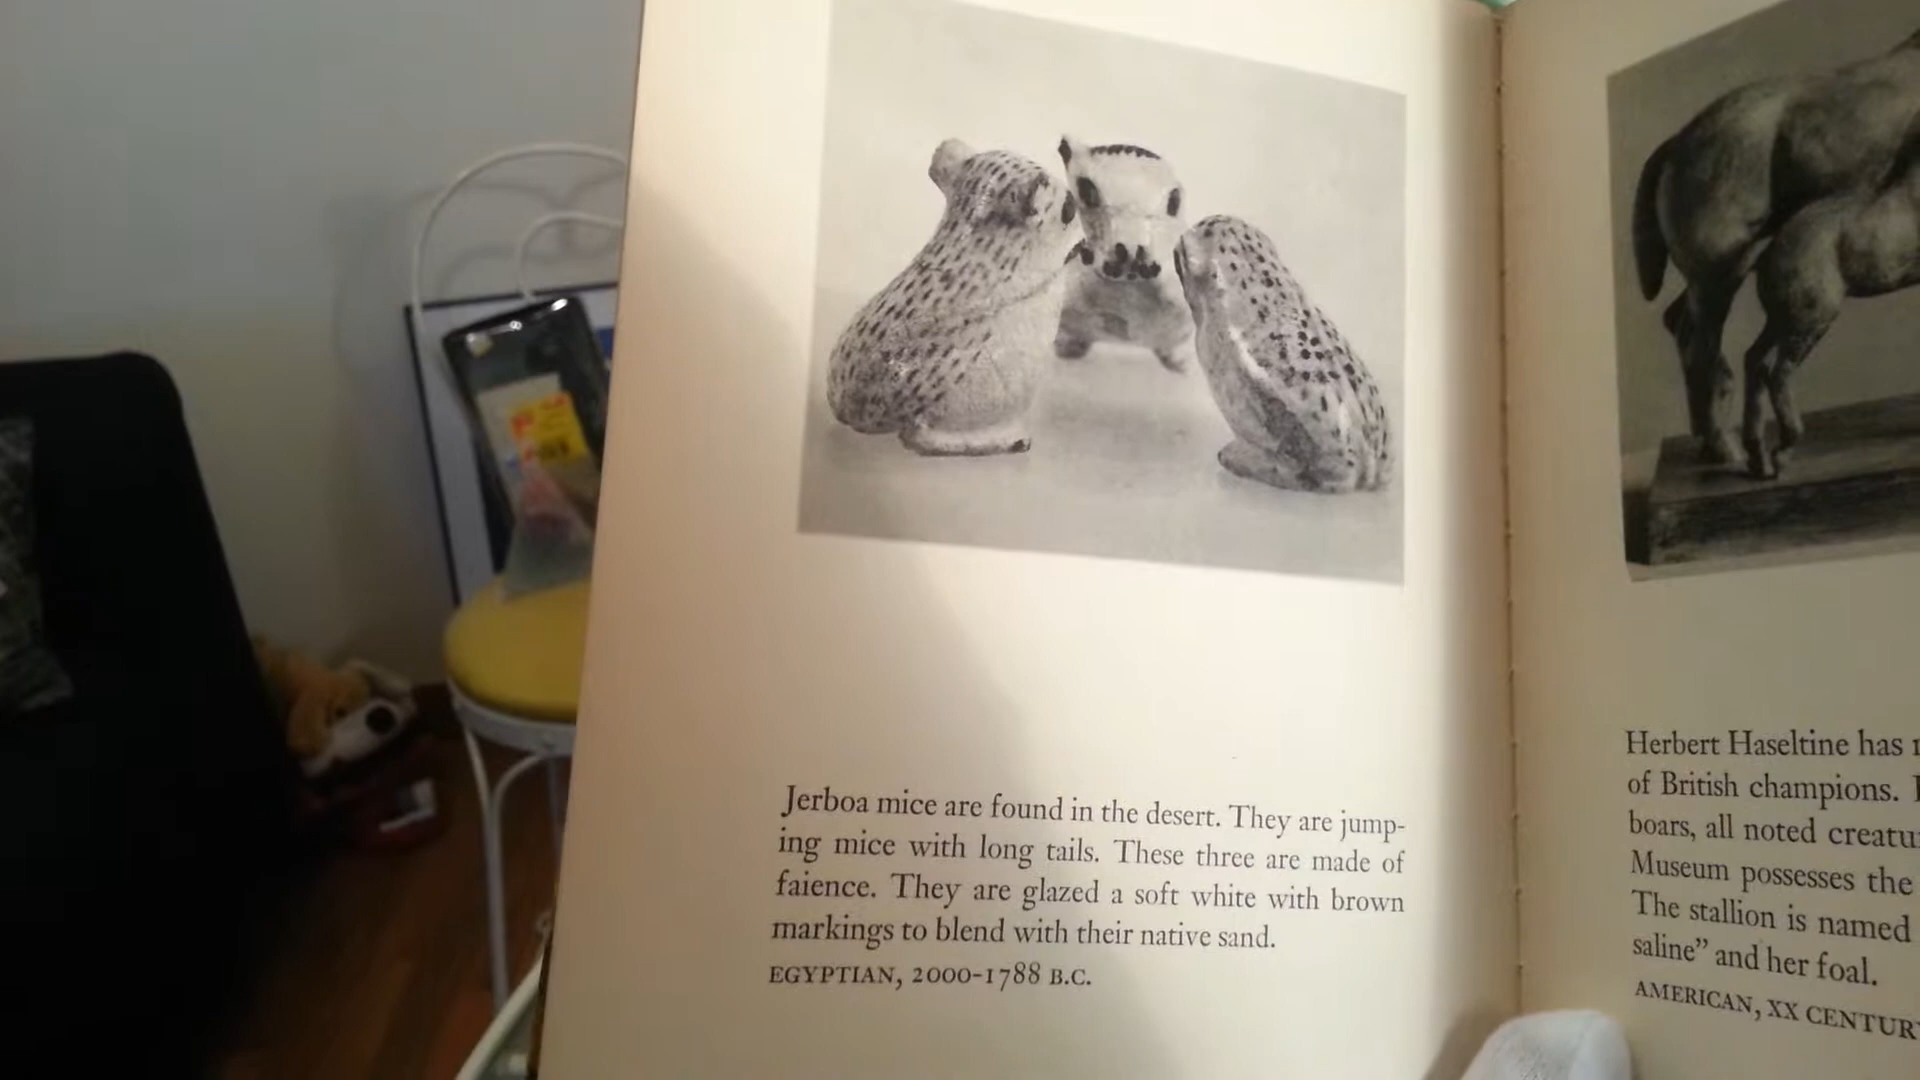 Jerboa mice are found in the desert. They are jump-
ing mice with long tails. These three are made of
faience. They are glazed a soft white with brown
markings to blend with their native sand.
EGYPTIAN, 2000-1788 B.C.
Herbert Haseltine has
of British champions.
boars, all noted
Museum possesses the
The stallion is named
saline” and her foal.
AMERICAN, XX